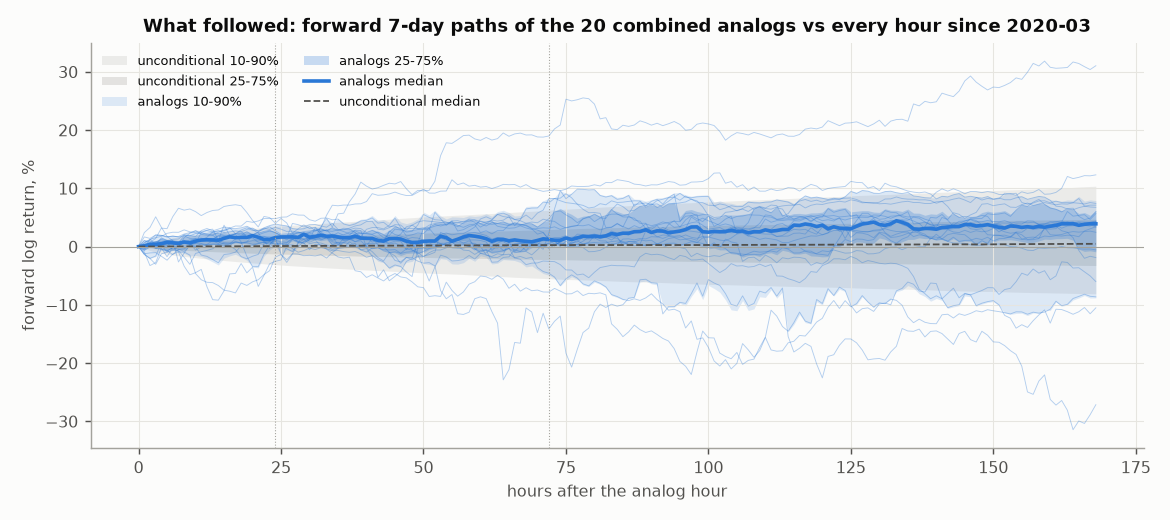 What followed: forward 7-day paths of the 20 combined analogs vs every hour since 2020-03
unconditional 10-90%
unconditional 25-75%
analogs 10-90%
analogs 25-75%
analogs median
unconditional median
forward log return, %
30
20
10
0
−10
−20
−30
0 25 50 75 100 125 150 175
hours after the analog hour